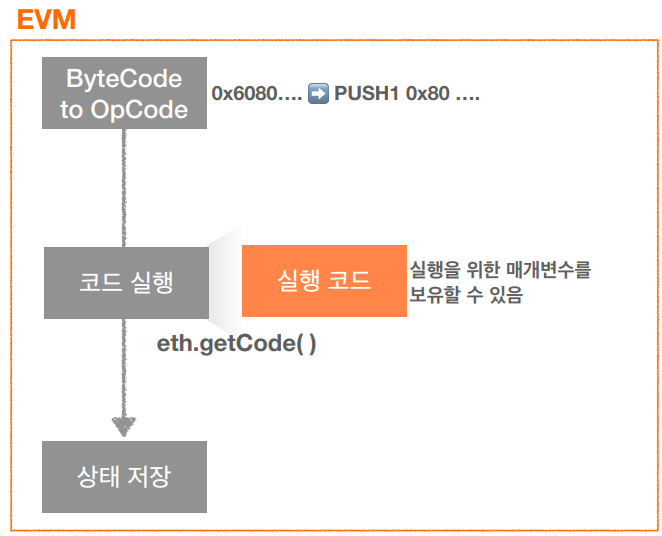 EVM
ByteCode
to OpCode
0x6080.... ➡️ PUSH1 0x80 ....
코드 실행
실행 코드
실행을 위한 매개변수를
보유할 수 있음
eth.getCode( )
상태 저장